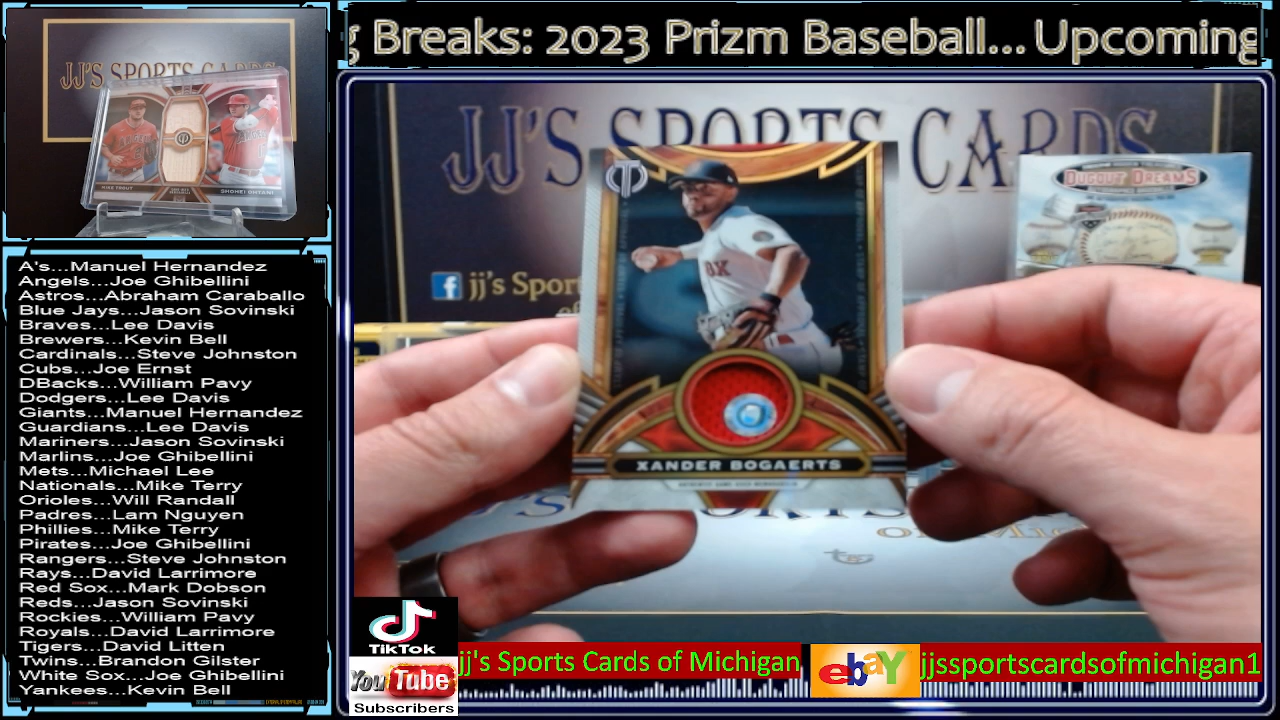 g Breaks: 2023 Prizm Baseball... Upcoming
JJ'S SPORTS CARDS
MIKE TROUT
SHOHEI OHTANI
JJ'S SPORTS CARDS
DUGOUT DREAMS
jj's Sport
XANDER BOGAERTS
A's...Manuel Hernandez
Angels...Joe Ghibellini
Astros...Abraham Caraballo
Blue Jays...Jason Sovinski
Braves...Lee Davis
Brewers...Kevin Bell
Cardinals...Steve Johnston
Cubs...Joe Ernst
DBacks...William Pavy
Dodgers...Lee Davis
Giants...Manuel Hernandez
Guardians...Lee Davis
Mariners...Jason Sovinski
Marlins...Joe Ghibellini
Mets...Michael Lee
Nationals...Mike Terry
Orioles...Will Randall
Padres...Lam Nguyen
Phillies...Mike Terry
Pirates...Joe Ghibellini
Rangers...Steve Johnston
Rays...David Larrimore
Red Sox...Mark Dobson
Reds...Jason Sovinski
Rockies...William Pavy
Royals...David Larrimore
Tigers...David Litten
Twins...Brandon Gilster
White Sox...Joe Ghibellini
Yankees...Kevin Bell
TikTok
YouTube
Subscribers
jj's Sports Cards of Michigan
ebay
jjssportscardsofmichigan1